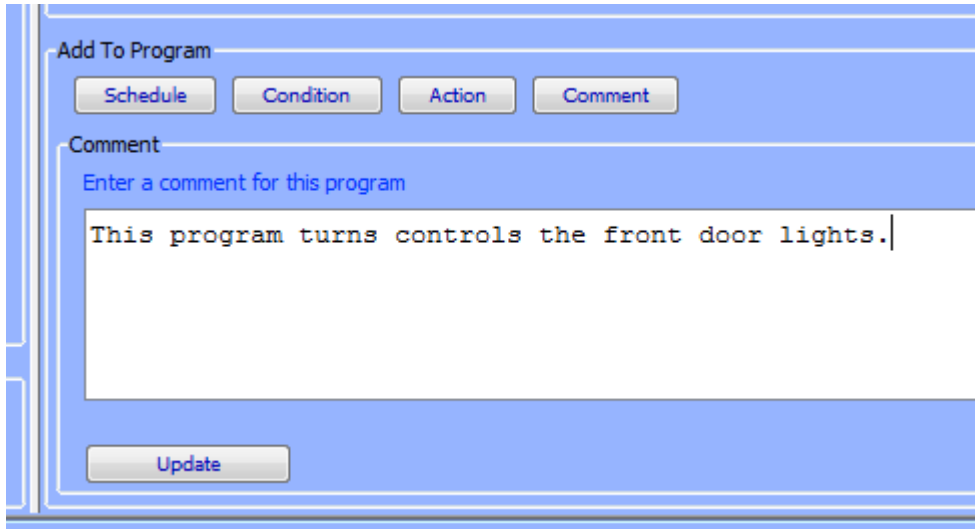 Add To Program
Schedule Condition Action Comment
Comment
Enter a comment for this program
This program turns controls the front door lights.
Update